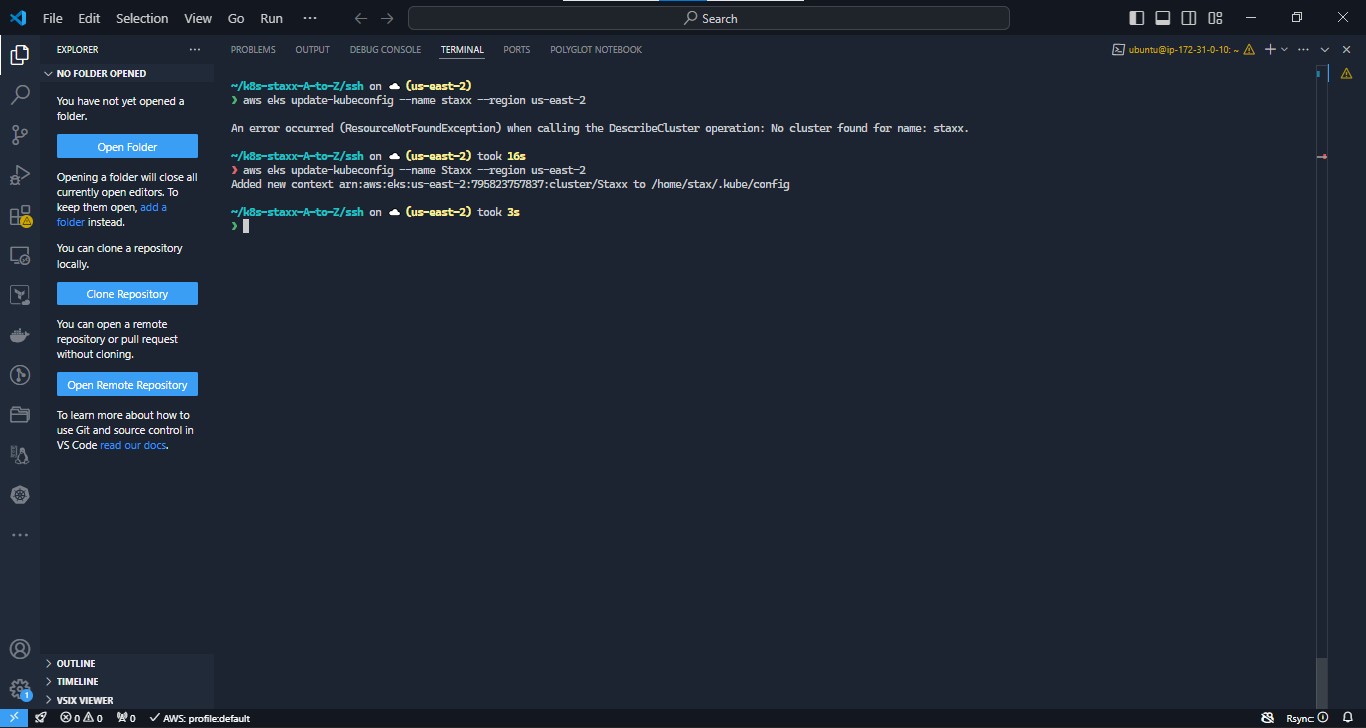 File Edit Selection View Go Run ···
Search
EXPLORER
NO FOLDER OPENED
You have not yet opened a
folder.
Open Folder
Opening a folder will close all
currently open editors. To
keep them open, add a
folder instead.
You can clone a repository
locally.
Clone Repository
You can open a remote
repository or pull request
without cloning.
Open Remote Repository
To learn more about how to
use Git and source control in
VS Code read our docs.
OUTLINE
TIMELINE
VSIX VIEWER
PROBLEMS OUTPUT DEBUG CONSOLE TERMINAL PORTS POLYGLOT NOTEBOOK
ubuntu@ip-172-31-0-10: ~
~/k8s-staxx-A-to-Z/ssh on ☁ (us-east-2)
❯ aws eks update-kubeconfig --name staxx --region us-east-2
An error occurred (ResourceNotFoundException) when calling the DescribeCluster operation: No cluster found for name: staxx.
~/k8s-staxx-A-to-Z/ssh on ☁ (us-east-2) took 16s
❯ aws eks update-kubeconfig --name Staxx --region us-east-2
Added new context arn:aws:eks:us-east-2:795823757837:cluster/Staxx to /home/stax/.kube/config
~/k8s-staxx-A-to-Z/ssh on ☁ (us-east-2) took 3s
❯
1
0 0 0 AWS: profile:default
Rsync: